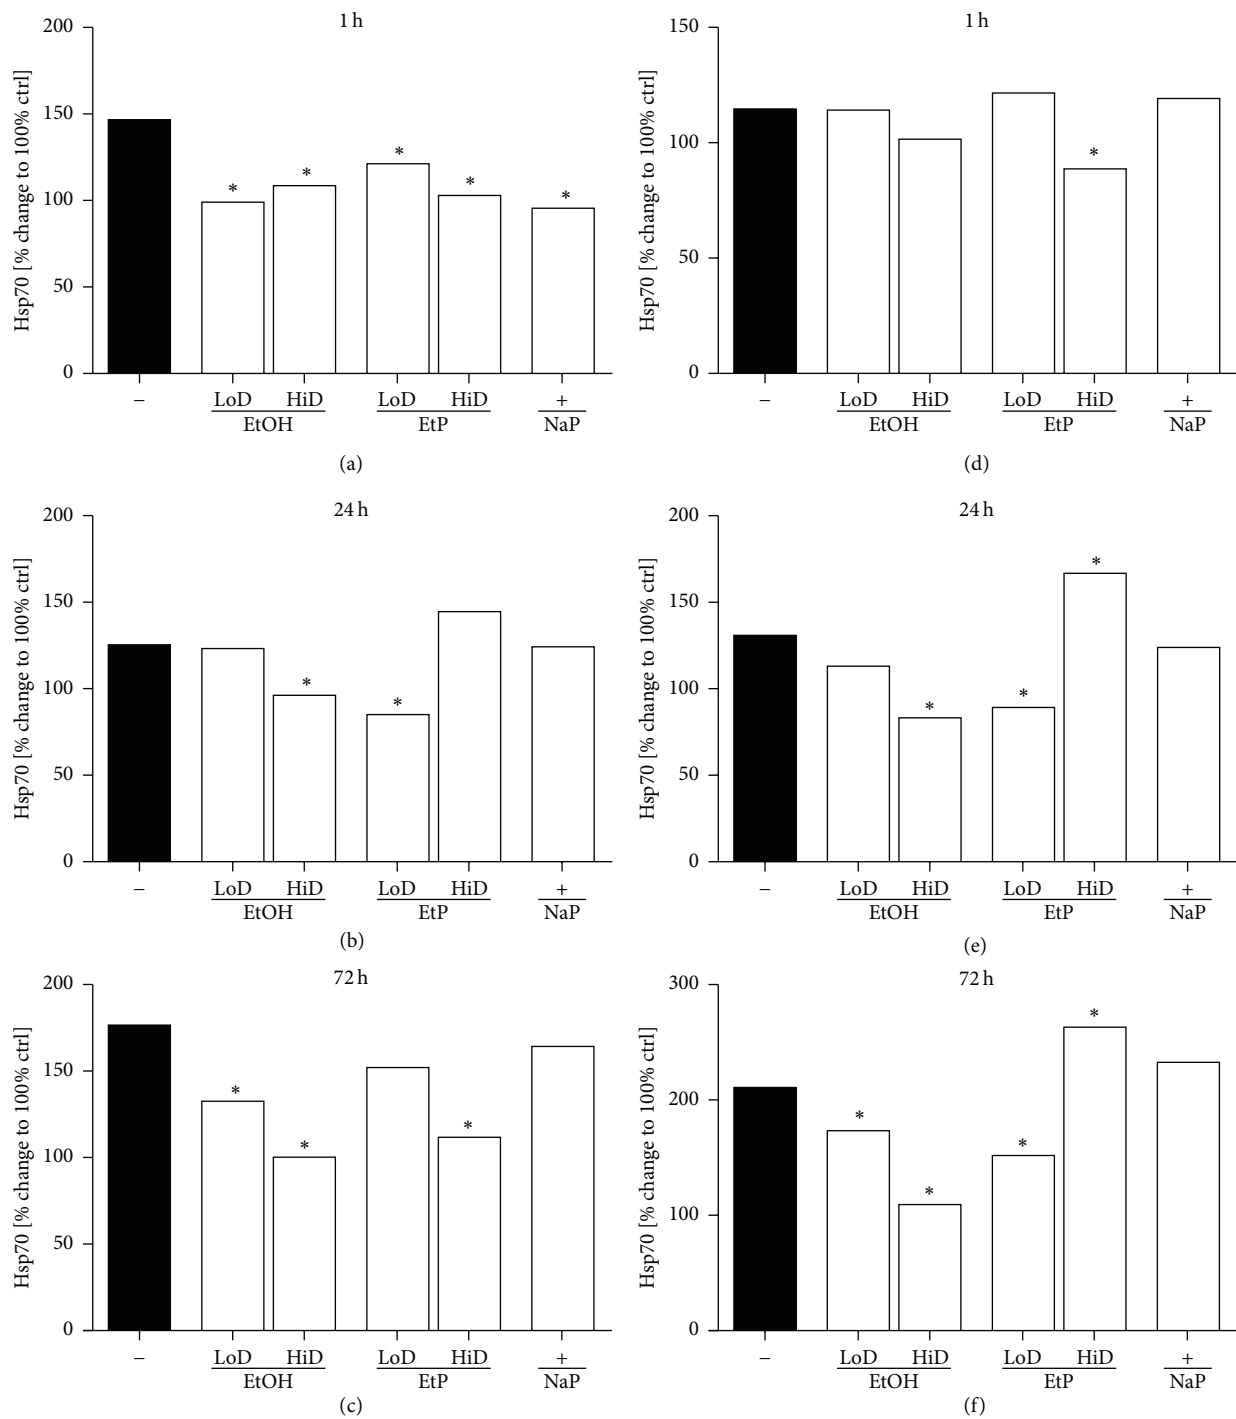 1 h
Hsp70 [% change to 100% ctrl]
200
150
100
50
0
−
LoD HiD LoD HiD +
EtOH EtP NaP
(a)
1 h
Hsp70 [% change to 100% ctrl]
150
100
50
0
−
LoD HiD LoD HiD +
EtOH EtP NaP
(d)
24 h
Hsp70 [% change to 100% ctrl]
200
150
100
50
0
−
LoD HiD LoD HiD +
EtOH EtP NaP
(b)
24 h
Hsp70 [% change to 100% ctrl]
200
150
100
50
0
−
LoD HiD LoD HiD +
EtOH EtP NaP
(e)
72 h
Hsp70 [% change to 100% ctrl]
200
150
100
50
0
−
LoD HiD LoD HiD +
EtOH EtP NaP
(c)
72 h
Hsp70 [% change to 100% ctrl]
300
200
100
0
−
LoD HiD LoD HiD +
EtOH EtP NaP
(f)